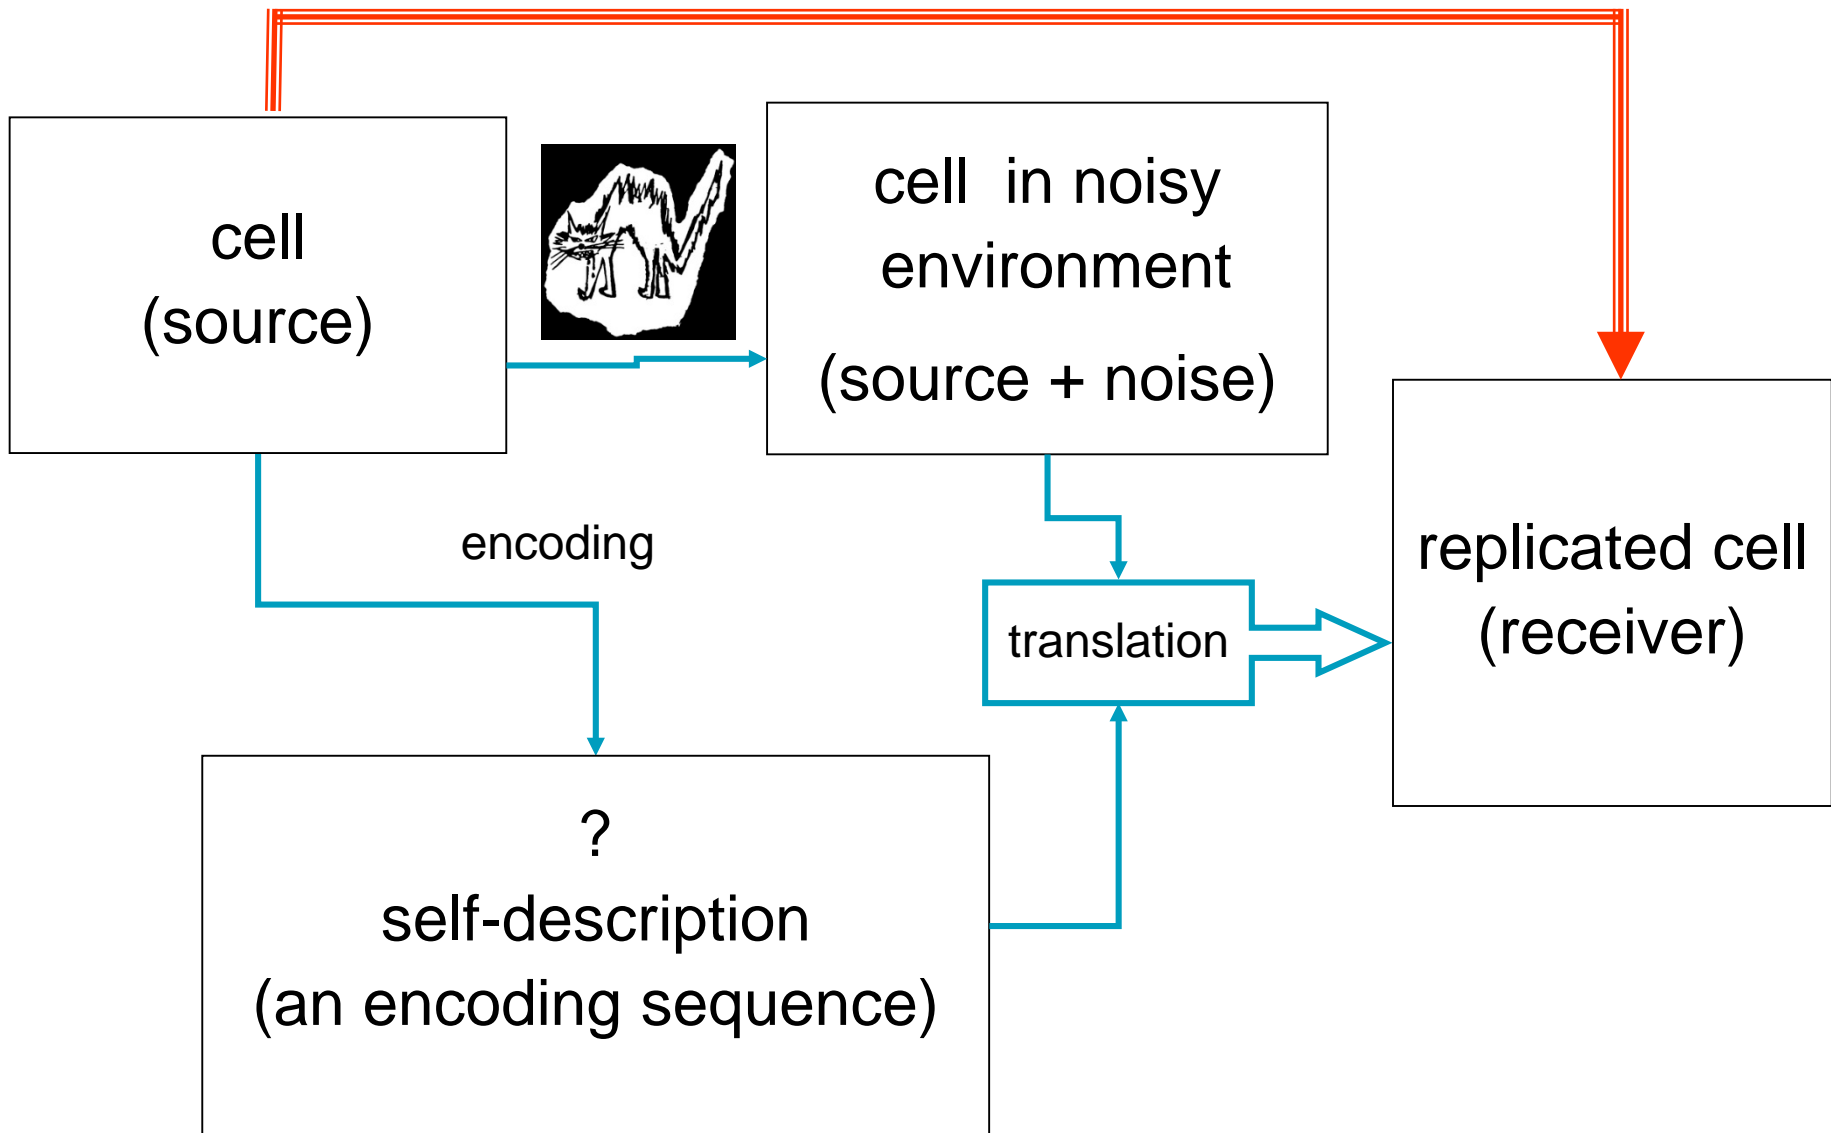 cell
(source)
cell in noisy
environment
(source + noise)
encoding
translation
replicated cell
(receiver)
?
self-description
(an encoding sequence)